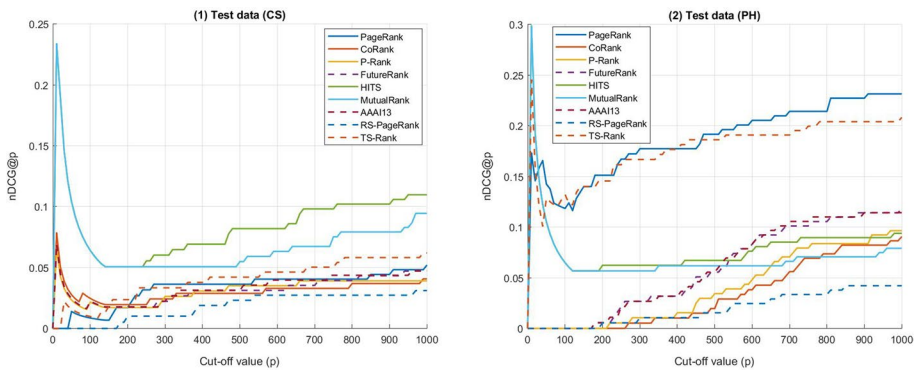 (1) Test data (CS)
0.25
0.2
0.15
0.1
0.05
0
nDCG@p
PageRank
CoRank
P-Rank
FutureRank
HITS
MutualRank
AAAI13
RS-PageRank
TS-Rank
0 100 200 300 400 500 600 700 800 900 1000
Cut-off value (p)
(2) Test data (PH)
0.3
0.25
0.2
0.15
0.1
0.05
0
nDCG@p
PageRank
CoRank
P-Rank
FutureRank
HITS
MutualRank
AAAI13
RS-PageRank
TS-Rank
0 100 200 300 400 500 600 700 800 900 1000
Cut-off value (p)